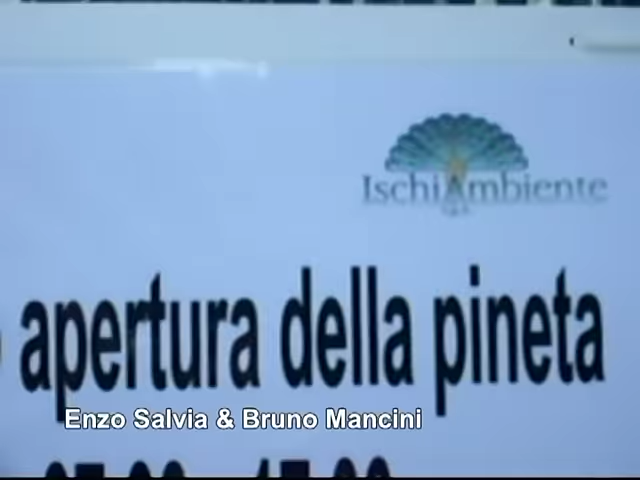 IschiAmbiente
apertura della pineta
Enzo Salvia & Bruno Mancini